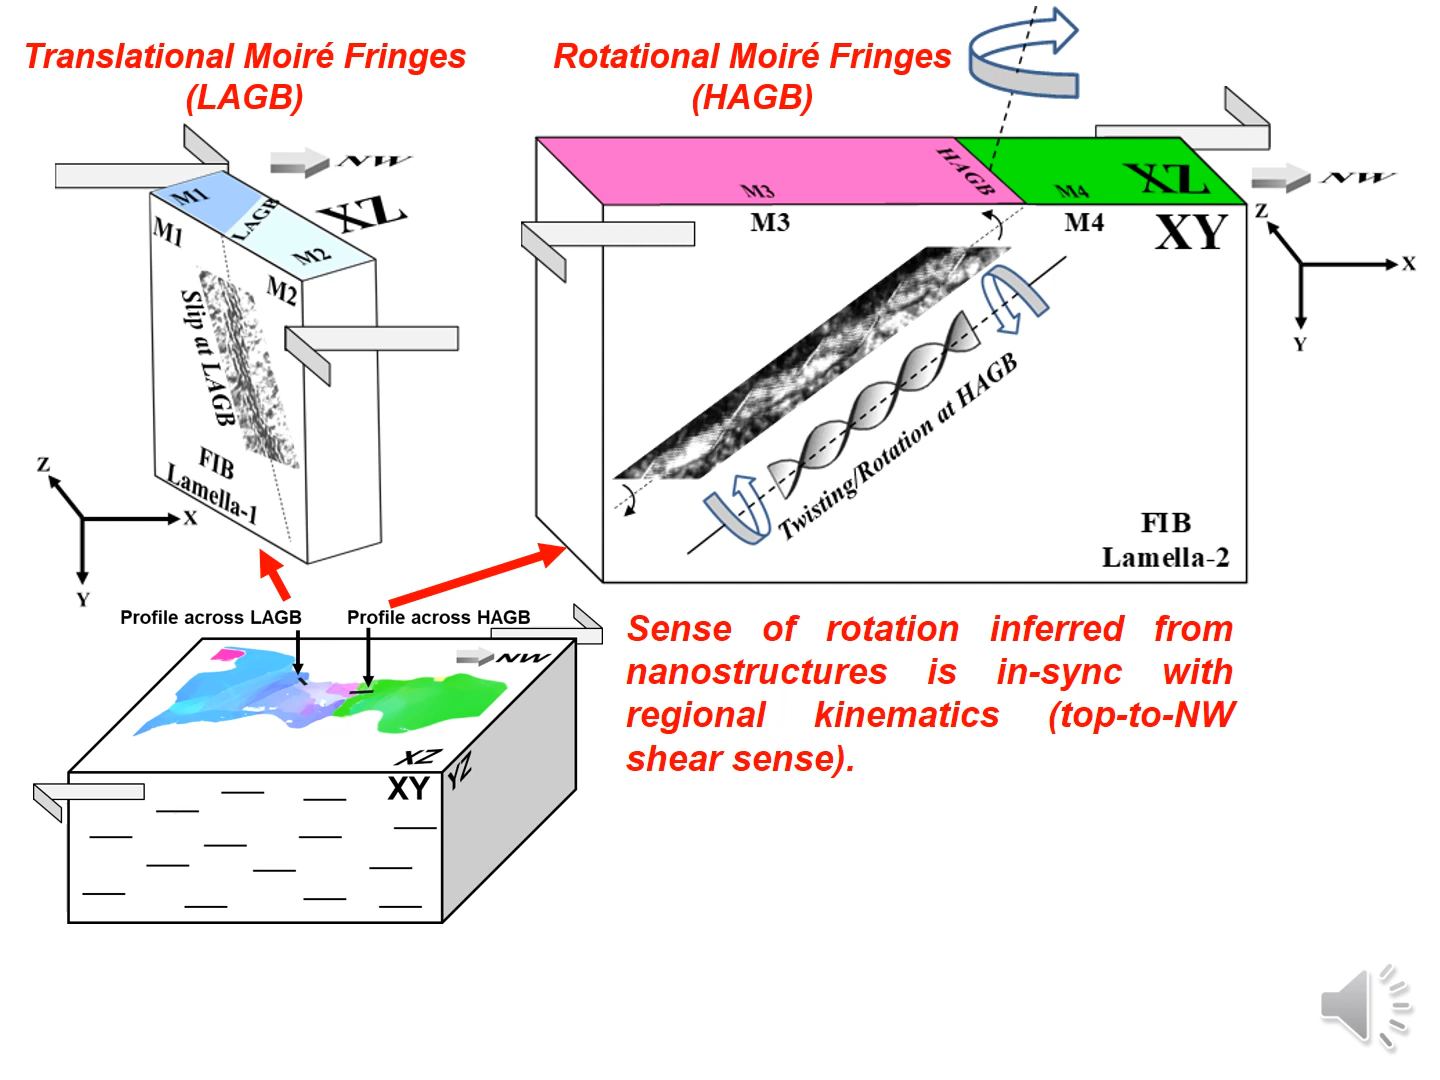 Translational Moiré Fringes
(LAGB)
Rotational Moiré Fringes
(HAGB)
NW
XZ
M1
LAGB
M2
M1
M2
Slip at LAGB
FIB
Lamella-1
Z
X
Y
HAGB
M3
M4
XZ
NW
M3
M4
XY
Z
X
Y
Twisting/Rotation at HAGB
FIB
Lamella-2
Profile across LAGB
Profile across HAGB
NW
XZ
YZ
XY
Sense of rotation inferred from
nanostructures is in-sync with
regional kinematics (top-to-NW
shear sense).